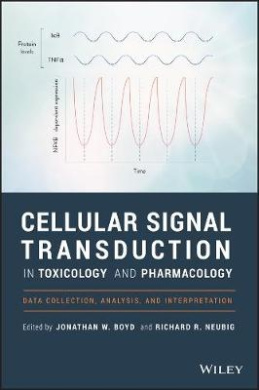 Protein
levels
IκB
TNFα
NFκB dependent expression
Time
CELLULAR SIGNAL
TRANSDUCTION
IN TOXICOLOGY AND PHARMACOLOGY
DATA COLLECTION, ANALYSIS, AND INTERPRETATION
Edited by JONATHAN W. BOYD and RICHARD R. NEUBIG
WILEY